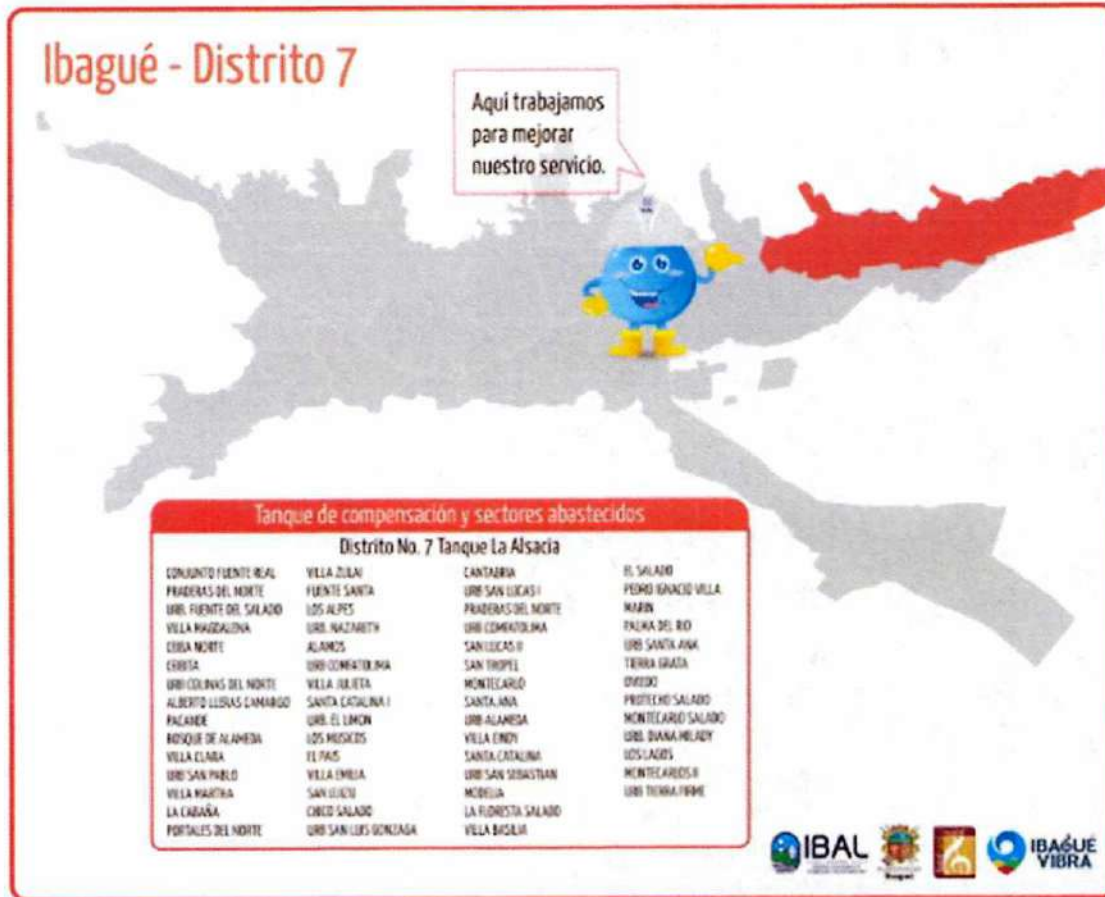 Ibagué - Distrito 7
Aquí trabajamos
para mejorar
nuestro servicio.
Tanque de compensación y sectores abastecidos
Distrito No. 7 Tanque La Alsacia
CONJUNTO FUENTE REAL
PRADERAS DEL NORTE
URB. FUENTE DEL SALADO
VILLA MAGDALENA
CEIBA NORTE
CEIBITA
URB COLINAS DEL NORTE
ALBERTO LLERAS CAMARGO
PACANDE
BOSQUE DE ALAMEDA
VILLA CLARA
URB SAN PABLO
VILLA MARTHA
LA CABAÑA
PORTALES DEL NORTE
VILLA ZULAI
FUENTE SANTA
LOS ALPES
URB. NAZARETH
ALAMOS
URB COMFATOLIMA
VILLA JULIETA
SANTA CATALINA I
URB. EL LIMON
LOS MUSICOS
EL PAIS
VILLA EMILIA
SAN
CHICO SALADO
URB SAN LUIS GONZAGA
CANTABRIA
URB SAN LUCAS I
PRADERAS DEL NORTE
URB COMFATOLIMA
SAN LUCAS II
SAN TROPEL
MONTECARLO
SANTA ANA
URB ALAMEDA
VILLA CINDY
SANTA CATALINA
URB SAN SEBASTIAN
MODELIA
LA FLORESTA SALADO
VILLA BASILIA
EL SALADO
PEDRO IGNACIO VILLA
MARIN
PALMA DEL RIO
URB SANTA ANA
TIERRA GRATA
OVIEDO
PROTECHO SALADO
MONTECARLO SALADO
URB. DIANA MILADY
LOS LAGOS
MONTECARLOS II
URB TIERRA FIRME
IBAL
IBAGUÉ
VIBRA